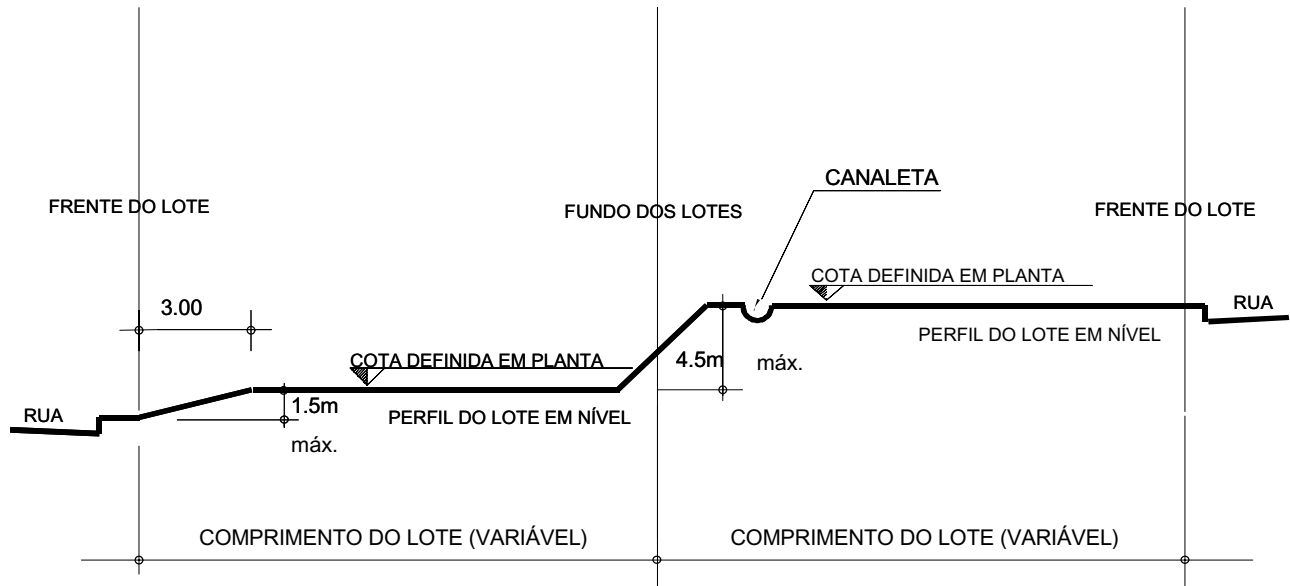 CANALETA
FRENTE DO LOTE
FUNDO DOS LOTES
FRENTE DO LOTE
COTA DEFINIDA EM PLANTA
3.00
RUA
PERFIL DO LOTE EM NÍVEL
COTA DEFINIDA EM PLANTA
4.5m
máx.
1.5m
RUA
PERFIL DO LOTE EM NÍVEL
máx.
COMPRIMENTO DO LOTE (VARIÁVEL)
COMPRIMENTO DO LOTE (VARIÁVEL)